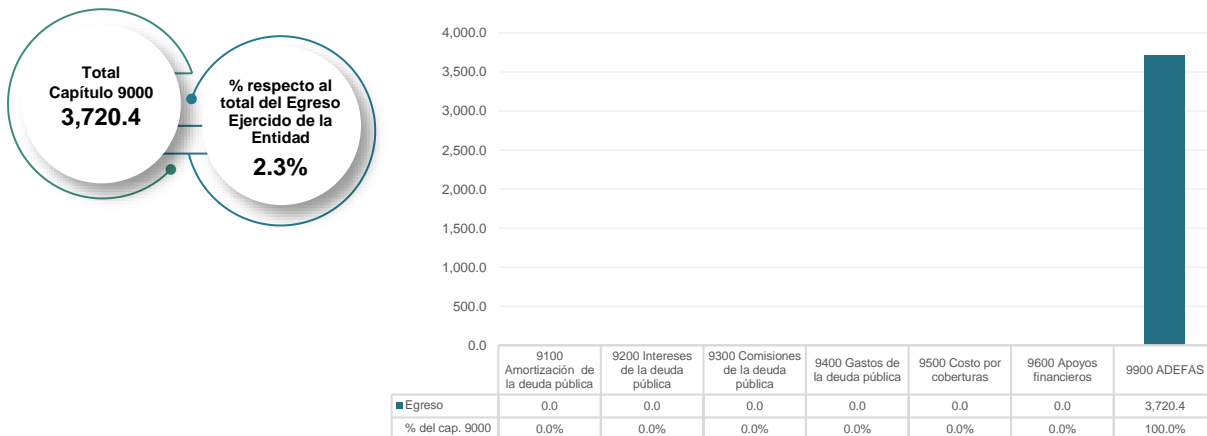 Total
Capítulo 9000
3,720.4
% respecto al
total del Egreso
Ejercido de la
Entidad
2.3%
4,000.0
3,500.0
3,000.0
2,500.0
2,000.0
1,500.0
1,000.0
500.0
0.0
9100
Amortización de
la deuda pública
9200 Intereses
de la deuda
pública
9300 Comisiones
de la deuda
pública
9400 Gastos de
la deuda pública
9500 Costo por
coberturas
9600 Apoyos
financieros
9900 ADEFAS
Egreso 0.0 0.0 0.0 0.0 0.0 0.0 3,720.4
% del cap. 9000 0.0% 0.0% 0.0% 0.0% 0.0% 0.0% 100.0%